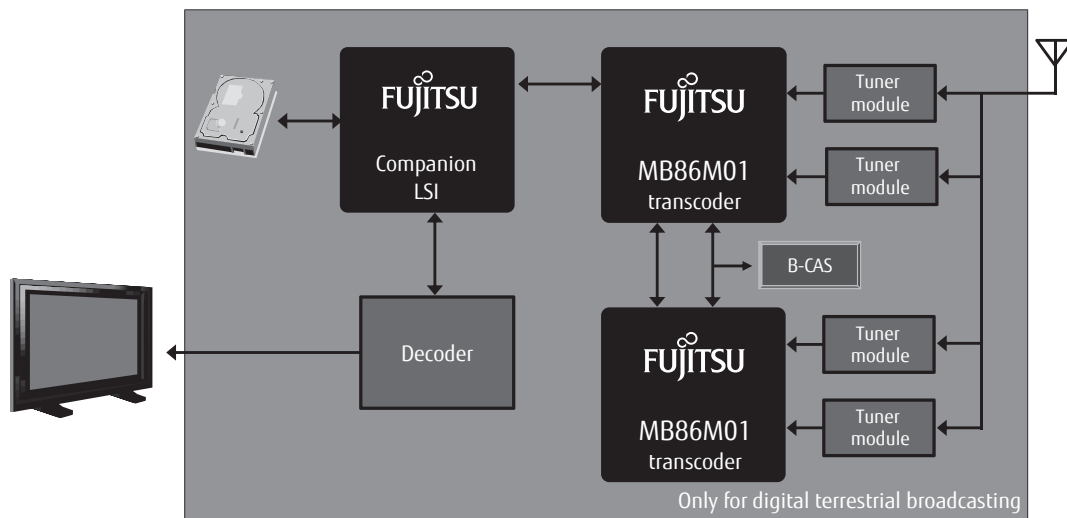 FUJITSU
Companion
LSI
FUJITSU
MB86M01
transcoder
Tuner
module
Tuner
module
B-CAS
Decoder
FUJITSU
MB86M01
transcoder
Tuner
module
Tuner
module
Only for digital terrestrial broadcasting